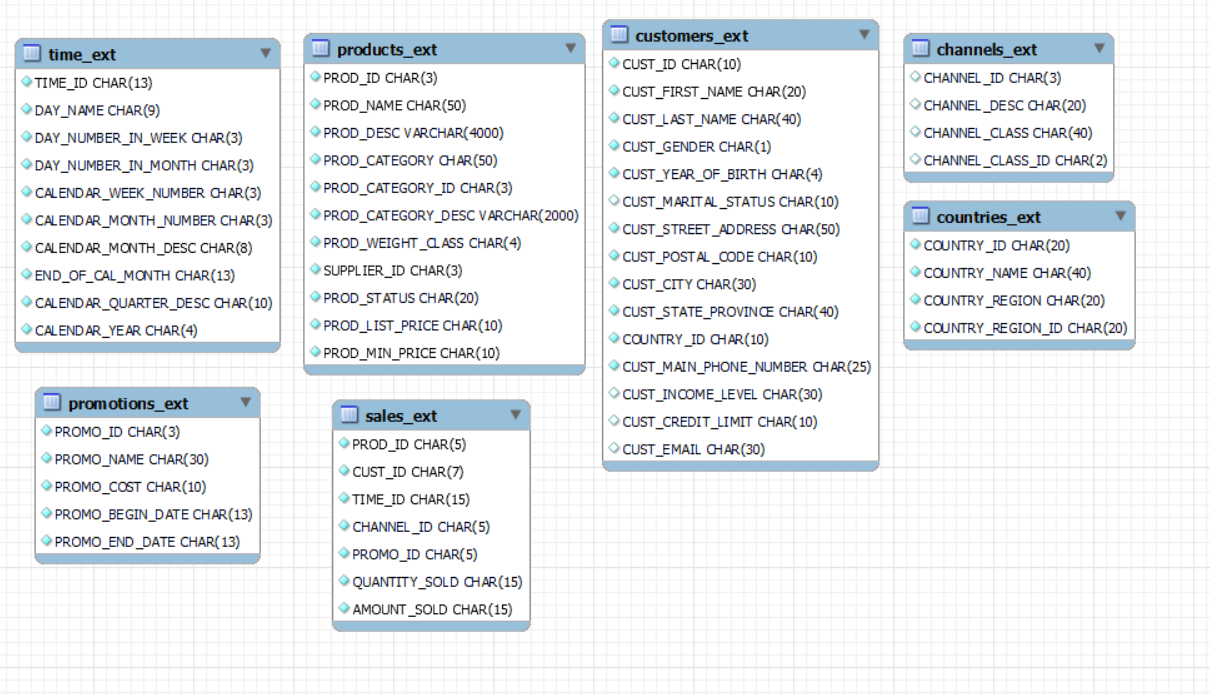 time_ext
TIME_ID CHAR(13)
DAY_NAME CHAR(9)
DAY_NUMBER_IN_WEEK CHAR(3)
DAY_NUMBER_IN_MONTH CHAR(3)
CALENDAR_WEEK_NUMBER CHAR(3)
CALENDAR_MONTH_NUMBER CHAR(3)
CALENDAR_MONTH_DESC CHAR(8)
END_OF_CAL_MONTH CHAR(13)
CALENDAR_QUARTER_DESC CHAR(10)
CALENDAR_YEAR CHAR(4)
products_ext
PROD_ID CHAR(3)
PROD_NAME CHAR(50)
PROD_DESC VARCHAR(4000)
PROD_CATEGORY CHAR(50)
PROD_CATEGORY_ID CHAR(3)
PROD_CATEGORY_DESC VARCHAR(2000)
PROD_WEIGHT_CLASS CHAR(4)
SUPPLIER_ID CHAR(3)
PROD_STATUS CHAR(20)
PROD_LIST_PRICE CHAR(10)
PROD_MIN_PRICE CHAR(10)
customers_ext
CUST_ID CHAR(10)
CUST_FIRST_NAME CHAR(20)
CUST_LAST_NAME CHAR(40)
CUST_GENDER CHAR(1)
CUST_YEAR_OF_BIRTH CHAR(4)
CUST_MARITAL_STATUS CHAR(10)
CUST_STREET_ADDRESS CHAR(50)
CUST_POSTAL_CODE CHAR(10)
CUST_CITY CHAR(30)
CUST_STATE_PROVINCE CHAR(40)
COUNTRY_ID CHAR(10)
CUST_MAIN_PHONE_NUMBER CHAR(25)
CUST_INCOME_LEVEL CHAR(30)
CUST_CREDIT_LIMIT CHAR(10)
CUST_EMAIL CHAR(30)
channels_ext
CHANNEL_ID CHAR(3)
CHANNEL_DESC CHAR(20)
CHANNEL_CLASS CHAR(40)
CHANNEL_CLASS_ID CHAR(2)
countries_ext
COUNTRY_ID CHAR(20)
COUNTRY_NAME CHAR(40)
COUNTRY_REGION CHAR(20)
COUNTRY_REGION_ID CHAR(20)
promotions_ext
PROMO_ID CHAR(3)
PROMO_NAME CHAR(30)
PROMO_COST CHAR(10)
PROMO_BEGIN_DATE CHAR(13)
PROMO_END_DATE CHAR(13)
sales_ext
PROD_ID CHAR(5)
CUST_ID CHAR(7)
TIME_ID CHAR(15)
CHANNEL_ID CHAR(5)
PROMO_ID CHAR(5)
QUANTITY_SOLD CHAR(15)
AMOUNT_SOLD CHAR(15)